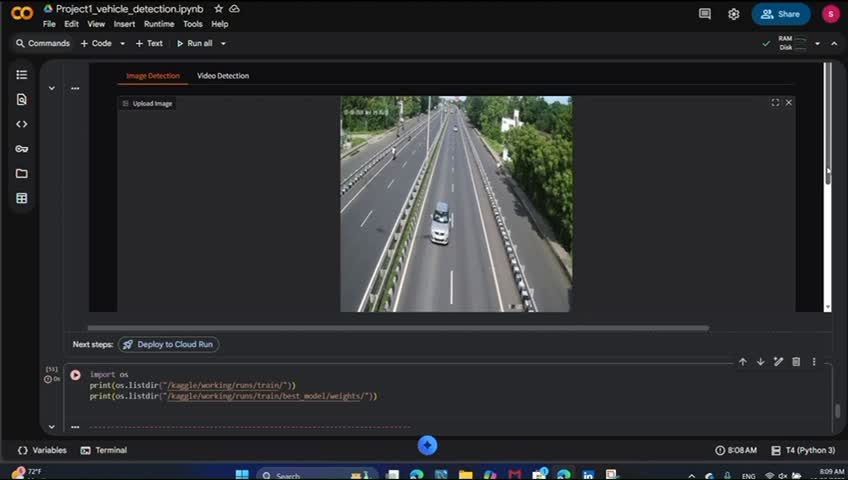 Project1_vehicle_detection.ipynb
File Edit View Insert Runtime Tools Help
Share
S
Commands + Code + Text Run all
RAM
Disk
Image Detection Video Detection
Upload Image
Next steps: Deploy to Cloud Run
[51]
0s
import os
print(os.listdir("/kaggle/working/runs/train/"))
print(os.listdir("/kaggle/working/runs/train/best_model/weights/"))
Variables Terminal
8:08 AM T4 (Python 3)
72°F
Search
ENG
8:09 AM